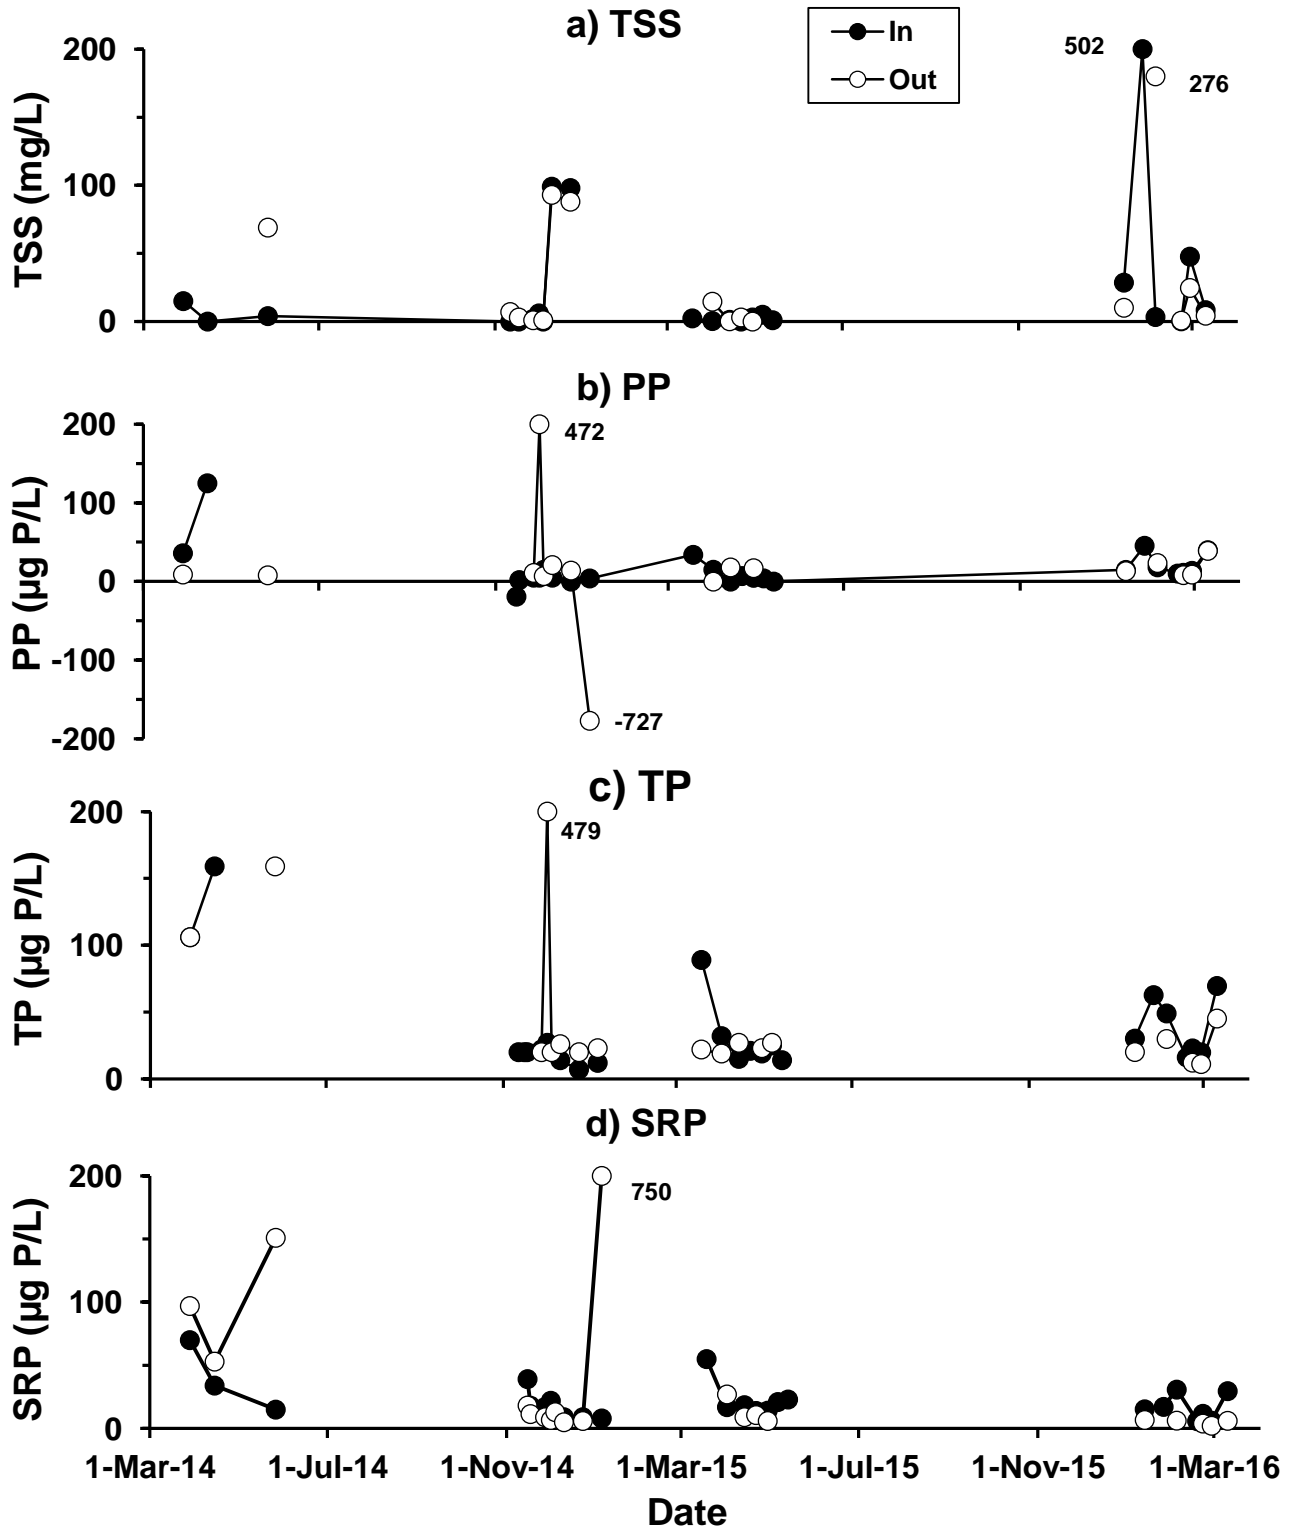 a) TSS
In
Out
502
276
200
100
0
TSS (mg/L)
b) PP
200
100
0
-100
-200
PP (µg P/L)
472
-727
c) TP
200
100
0
TP (µg P/L)
479
d) SRP
200
100
0
SRP (µg P/L)
750
1-Mar-14 1-Jul-14 1-Nov-14 1-Mar-15 1-Jul-15 1-Nov-15 1-Mar-16
Date